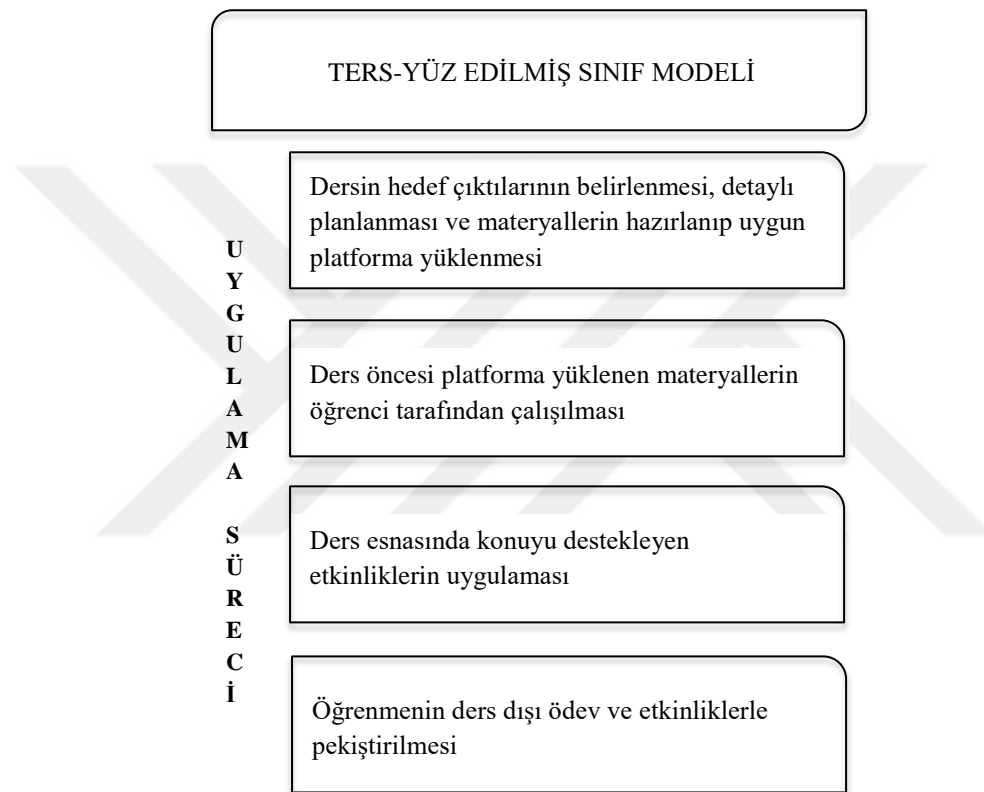 TERS-YÜZ EDİLMİŞ SINIF MODELİ
Dersin hedef çıktılarının belirlenmesi, detaylı
planlanması ve materyallerin hazırlanıp uygun
platforma yüklenmesi
U
Y
G
U
L
A
M
A
S
Ü
R
E
C
İ
Ders öncesi platforma yüklenen materyallerin
öğrenci tarafından çalışılması
Ders esnasında konuyu destekleyen
etkinliklerin uygulaması
Öğrenmenin ders dışı ödev ve etkinliklerle
pekiştirilmesi